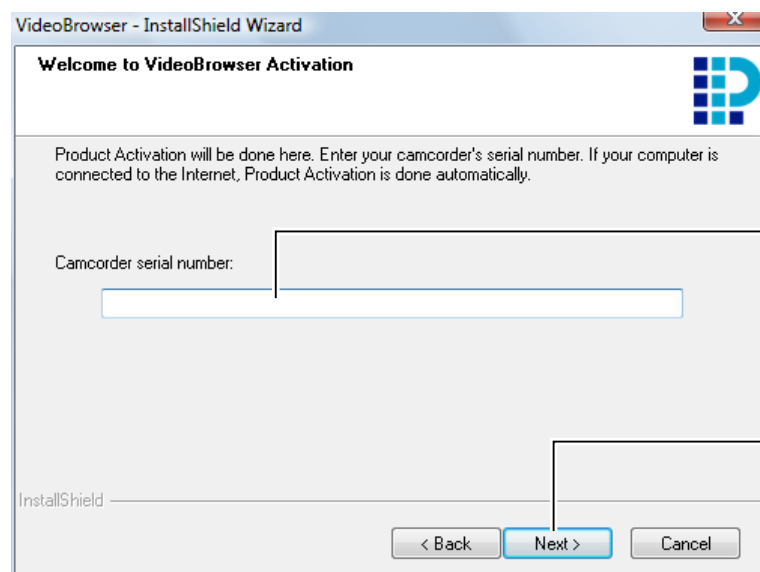 VideoBrowser - InstallShield Wizard
Welcome to VideoBrowser Activation
Product Activation will be done here. Enter your camcorder's serial number. If your computer is
connected to the Internet, Product Activation is done automatically.
Camcorder serial number:
InstallShield
< Back Next > Cancel